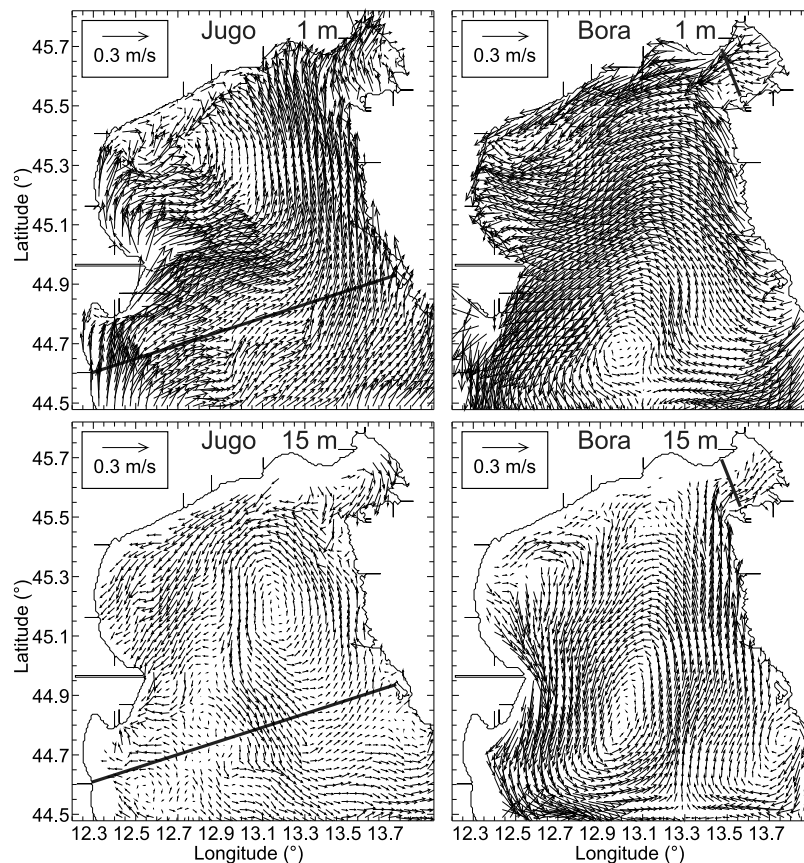 Jugo 1 m
0.3 m/s
Bora 1 m
0.3 m/s
45.7
45.5
45.3
45.1
44.9
44.7
44.5
Latitude (°)
Jugo 15 m
0.3 m/s
Bora 15 m
0.3 m/s
45.7
45.5
45.3
45.1
44.9
44.7
44.5
Latitude (°)
12.3 12.5 12.7 12.9 13.1 13.3 13.5 13.7
Longitude (°)
12.3 12.5 12.7 12.9 13.1 13.3 13.5 13.7
Longitude (°)